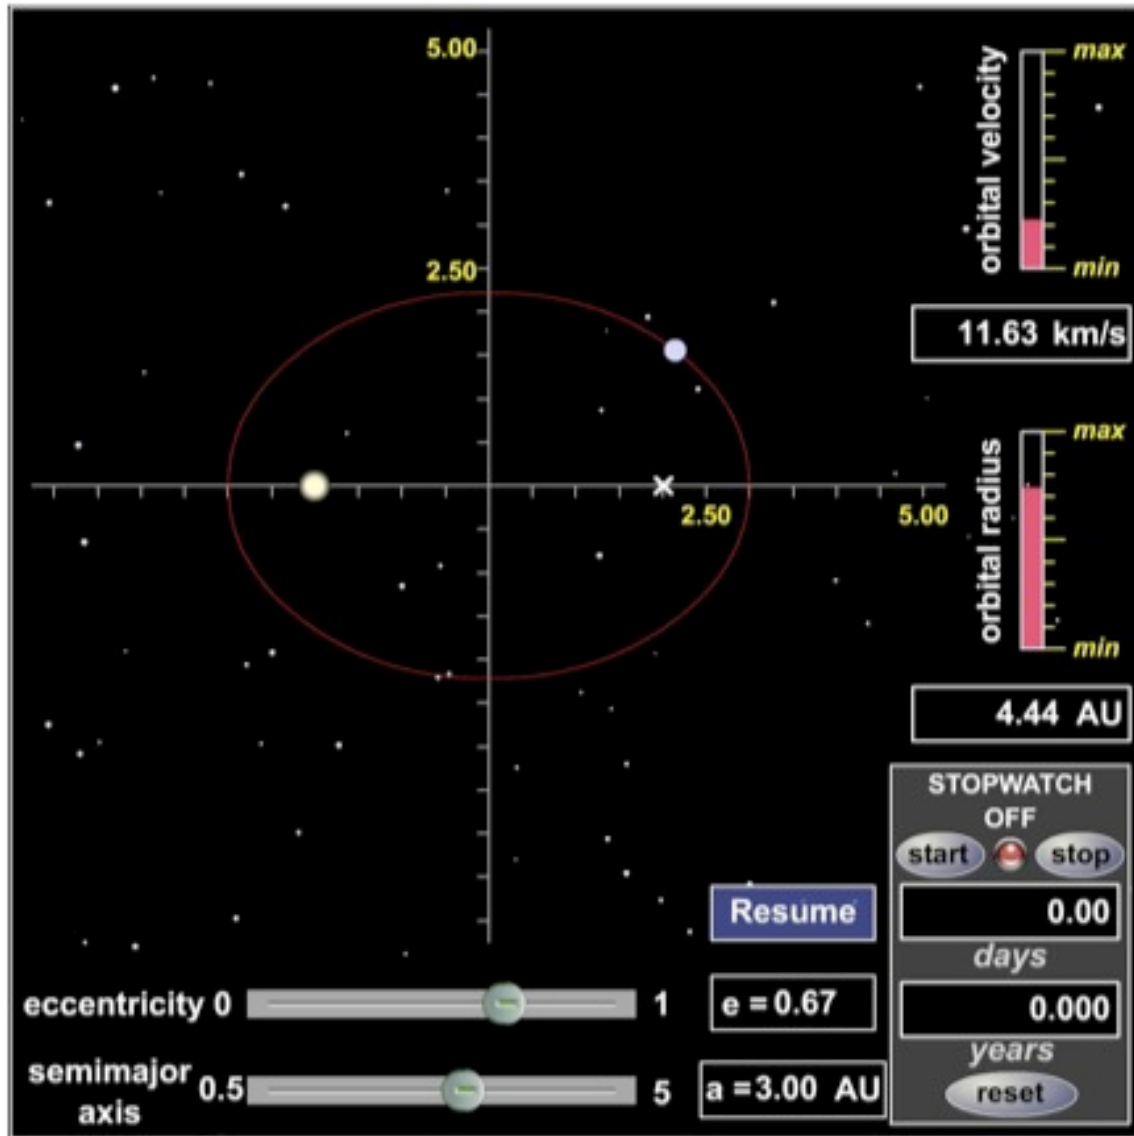 5.00
2.50
2.50
5.00
orbital velocity
max
min
11.63 km/s
orbital radius
max
min
4.44 AU
STOPWATCH
OFF
start
stop
0.00
days
0.000
years
reset
Resume
eccentricity 0
1
e = 0.67
semimajor
axis
0.5
5
a = 3.00 AU